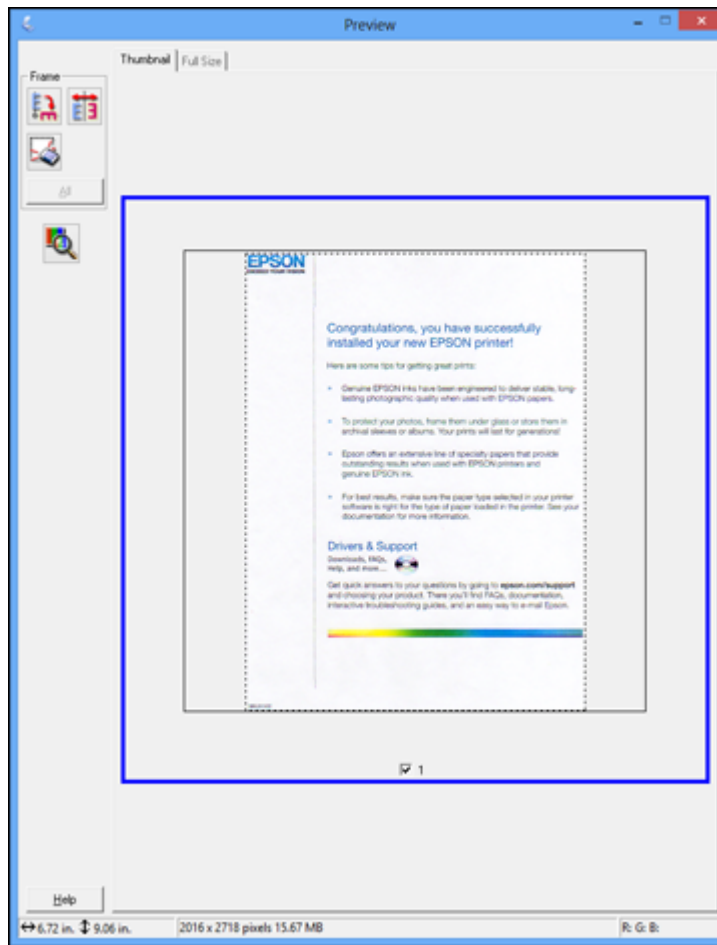 Preview
Thumbnail
Full Size
Frame
All
EPSON
EXCEED YOUR VISION
Congratulations, you have successfully
installed your new EPSON printer!
Here are some tips for getting great prints:
Genuine EPSON inks have been engineered to deliver stable, long-
lasting photographic quality when used with EPSON papers.
To protect your photos, frame them under glass or store them in
archival sleeves or albums. Your prints will last for generations!
Epson offers an extensive line of specialty papers that provide
outstanding results when used with EPSON printers and
genuine EPSON ink.
For best results, make sure the paper type selected in your printer
software is right for the type of paper loaded in the printer. See your
documentation for more information.
Drivers & Support
Downloads, FAQs,
Help, and more...
Get quick answers to your questions by going to epson.com/support
and choosing your product. There you'll find FAQs, documentation,
interactive troubleshooting guides, and an easy way to e-mail Epson.
1
Help
6.72 in. 9.06 in. 2016 x 2718 pixels 15.67 MB R: G: B: